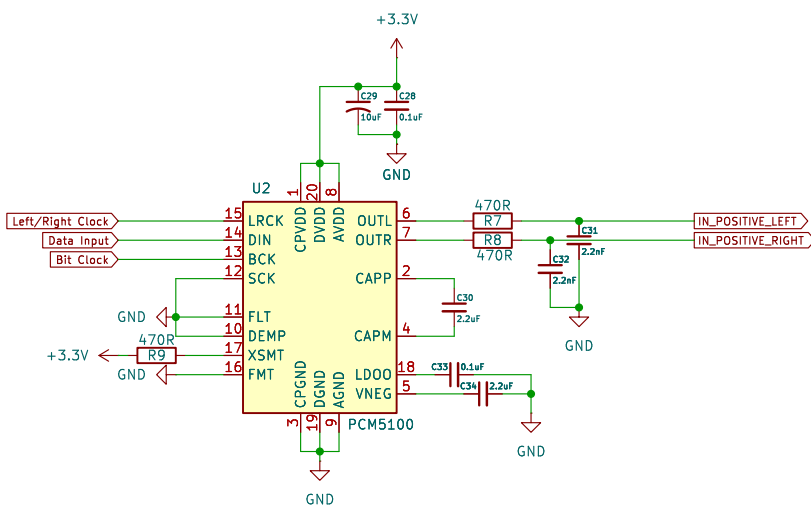 +3.3V
C29
C28
10uF
0.1uF
GND
U2
1
20
8
CPVDD
DVDD
AVDD
Left/Right Clock
15
LRCK
OUTL
6
470R
R7
IN_POSITIVE_LEFT
Data Input
14
DIN
OUTR
7
R8
470R
C31
2.2nF
IN_POSITIVE_RIGHT
Bit Clock
13
BCK
C32
2.2nF
12
SCK
CAPP
2
C30
2.2uF
GND
11
FLT
GND
10
DEMP
CAPM
4
470R
+3.3V
R9
17
XSMT
GND
16
FMT
LDOO
18
C33
0.1uF
VNEG
5
C34
2.2uF
CPGND
DGND
AGND
3
19
9
PCM5100
GND
GND